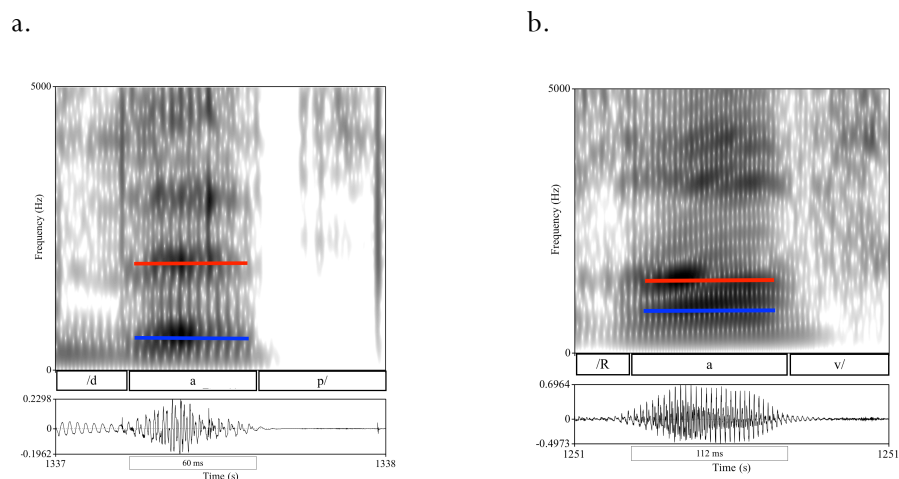 a.
5000
Frequency (Hz)
0
/d a _ p/
0.2298
0
-0.1962
1337 1338
60 ms
Time (s)
b.
5000
Frequency (Hz)
0
/R a v/
0.6964
0
-0.4973
1251 1251
112 ms
Time (s)